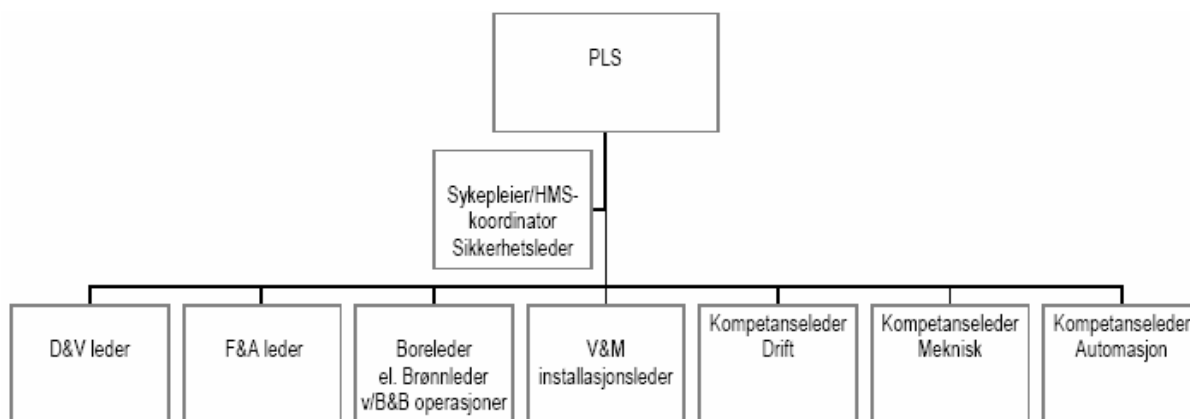 PLS
Sykepleier/HMS-
koordinator
Sikkerhetsleder
D&V leder
F&A leder
Boreleder
el. Brønnleder
v/B&B operasjoner
V&M
installasjonsleder
Kompetanseleder
Drift
Kompetanseleder
Meknisk
Kompetanseleder
Automasjon